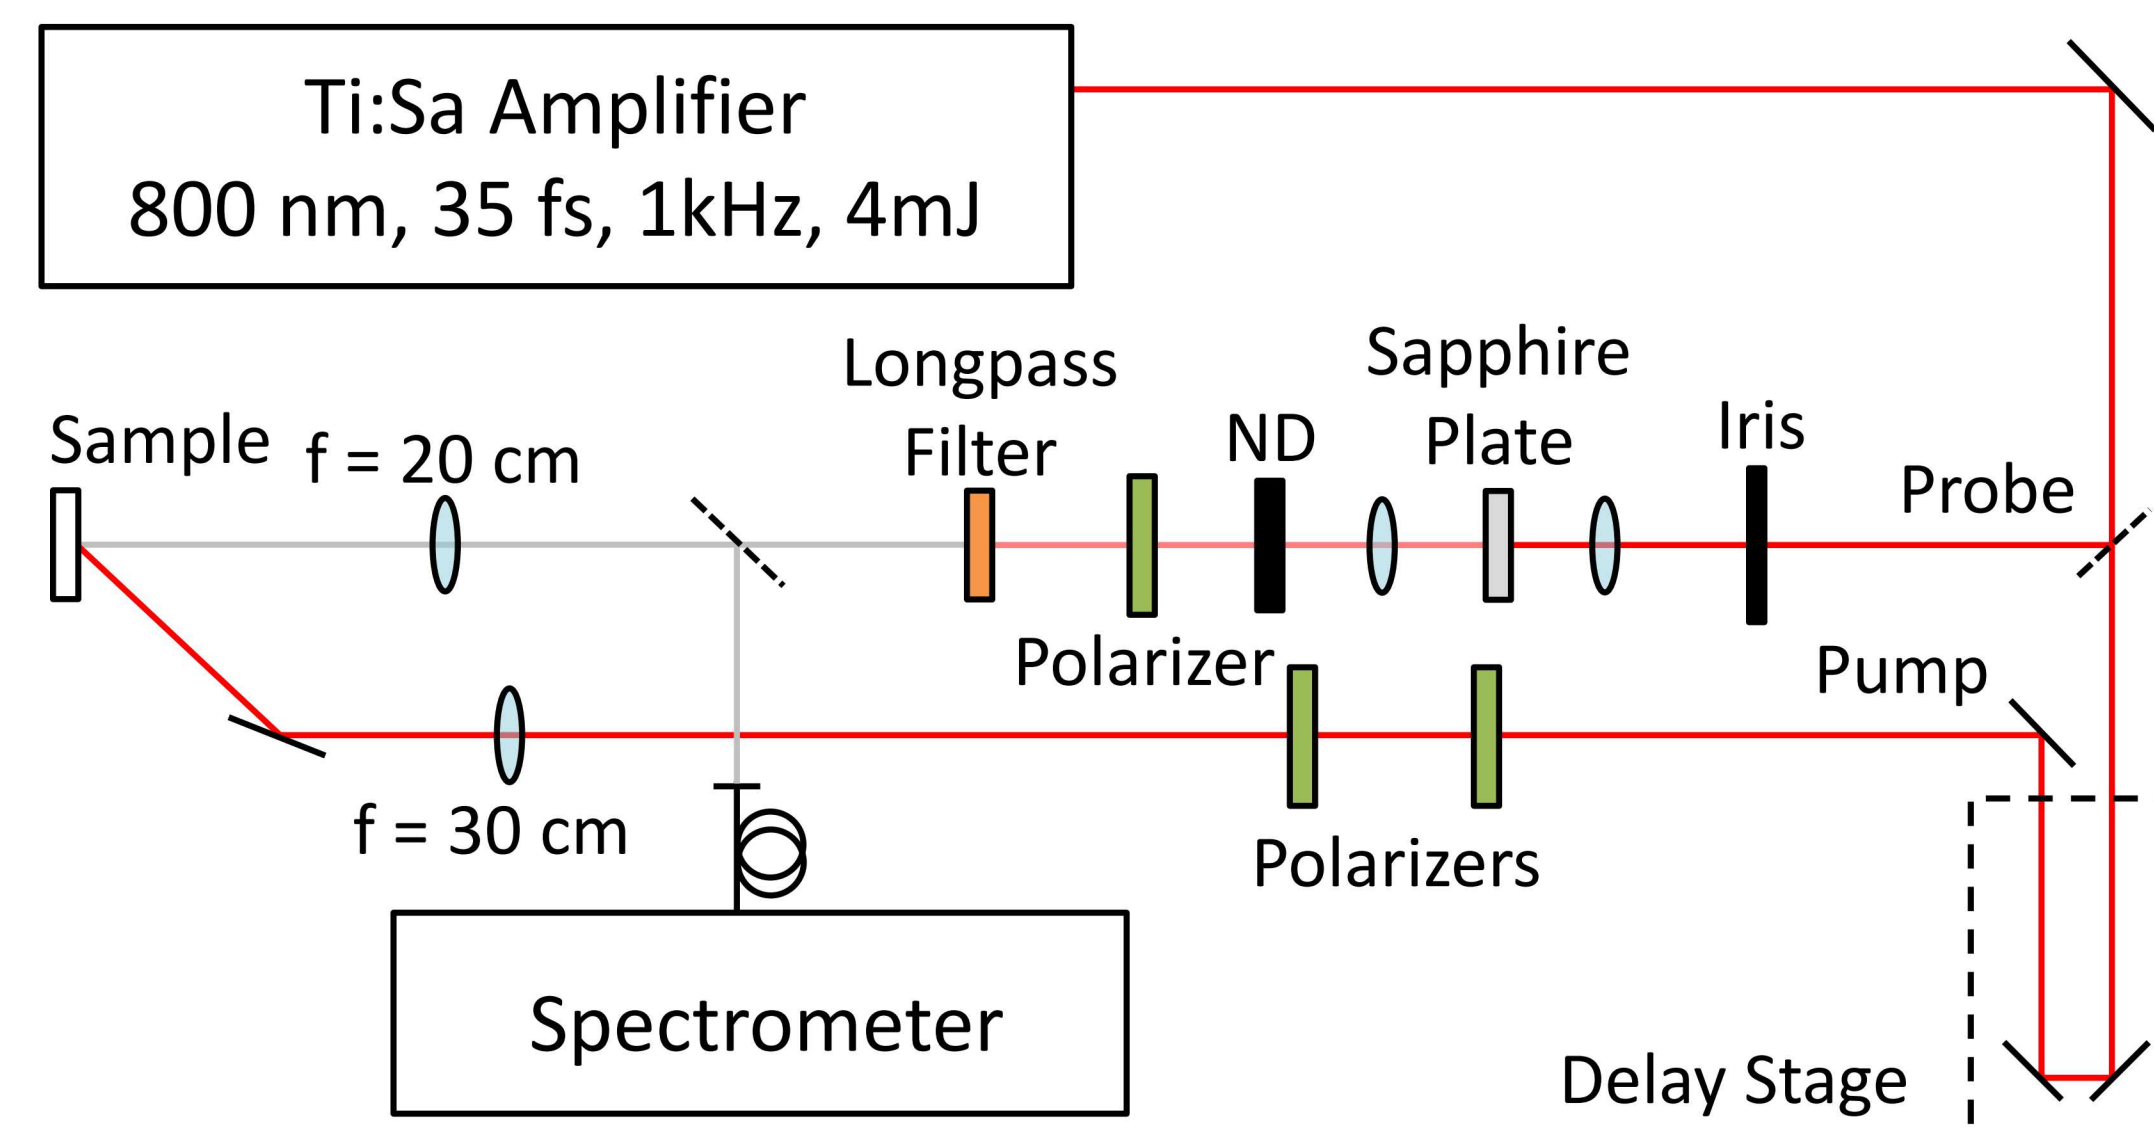 Ti:Sa Amplifier
800 nm, 35 fs, 1kHz, 4mJ
Longpass
Filter
Sapphire
Plate
ND
Iris
Probe
Sample
f = 20 cm
Polarizer
Pump
f = 30 cm
Polarizers
Spectrometer
Delay Stage